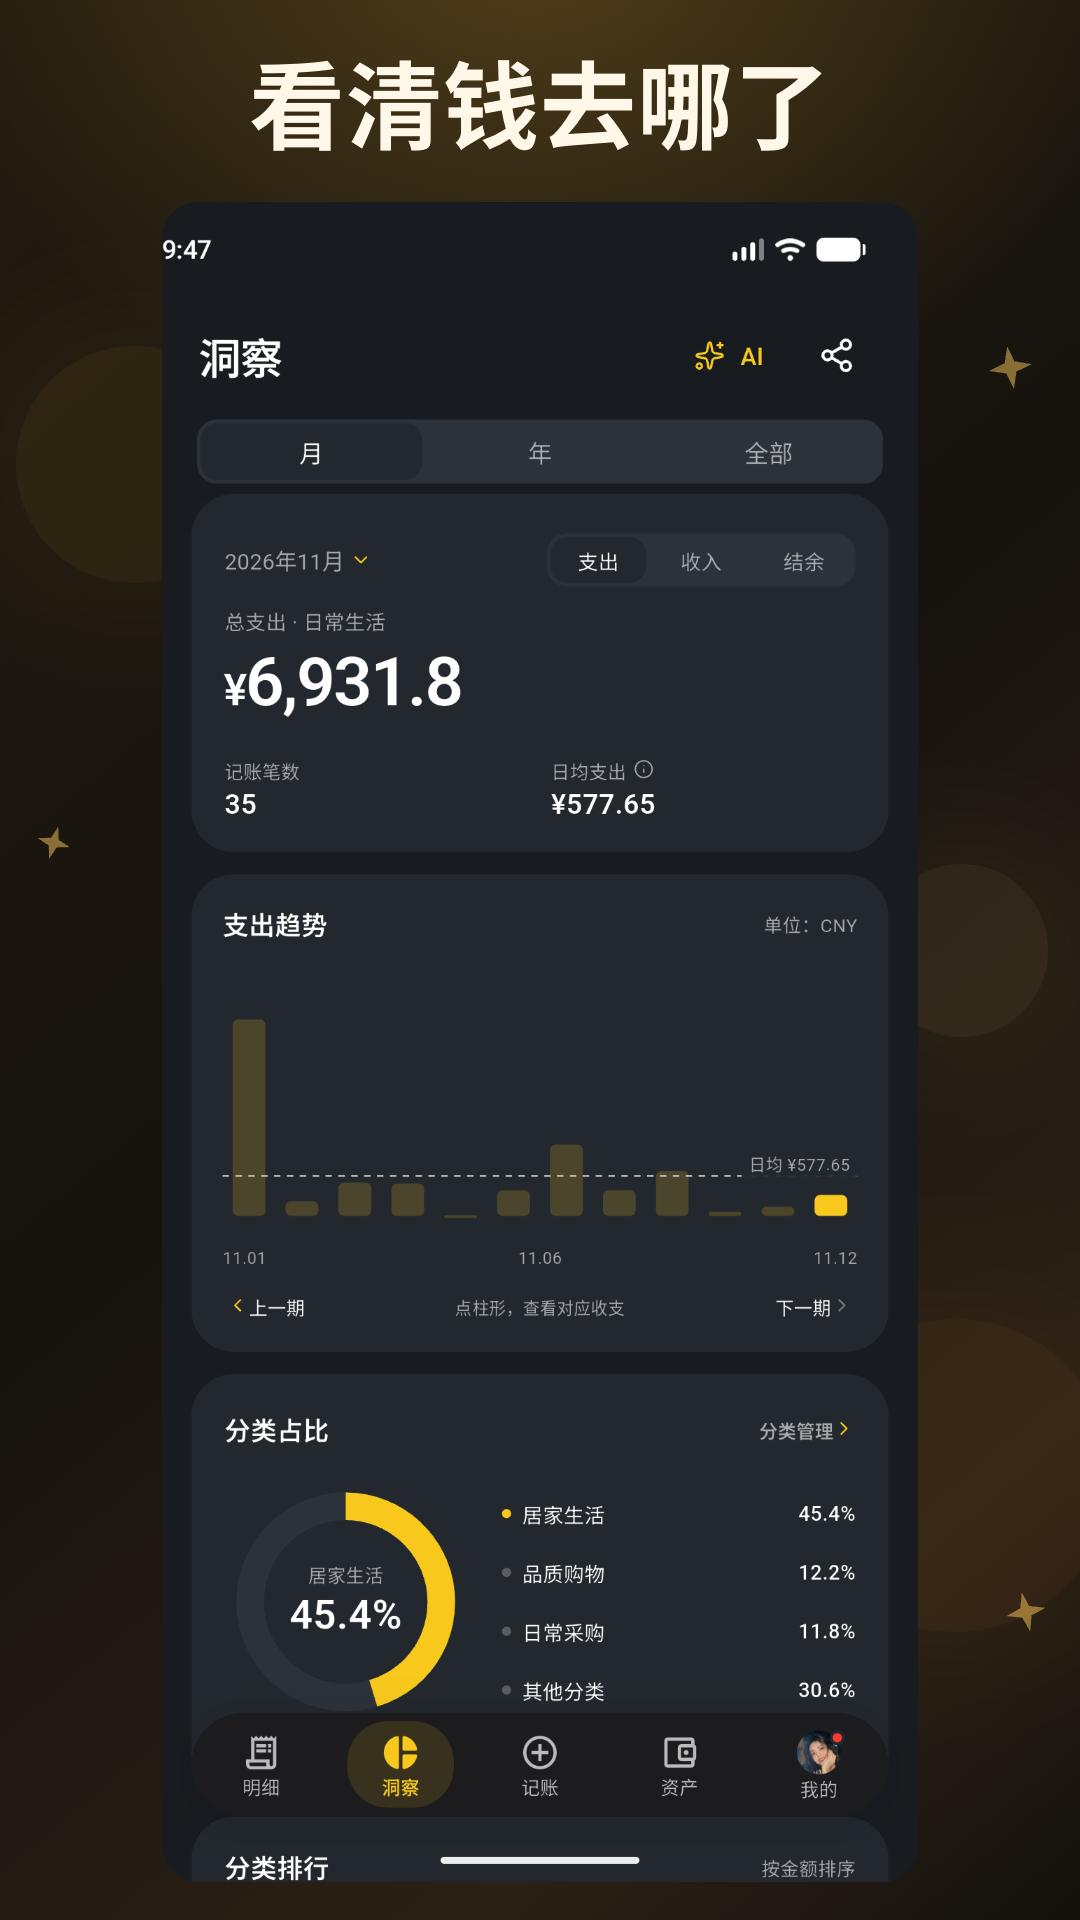 看清钱去哪了
9:47
洞察
AI
月 年 全部
2026年11月
支出 收入 结余
总支出 · 日常生活
¥6,931.8
记账笔数 日均支出
35 ¥577.65
支出趋势 单位：CNY
日均 ¥577.65
11.01 11.06 11.12
上一期 点柱形，查看对应收支 下一期
分类占比 分类管理
居家生活
45.4%
居家生活 45.4%
品质购物 12.2%
日常采购 11.8%
其他分类 30.6%
明细 洞察 记账 资产 我的
分类排行 按金额排序